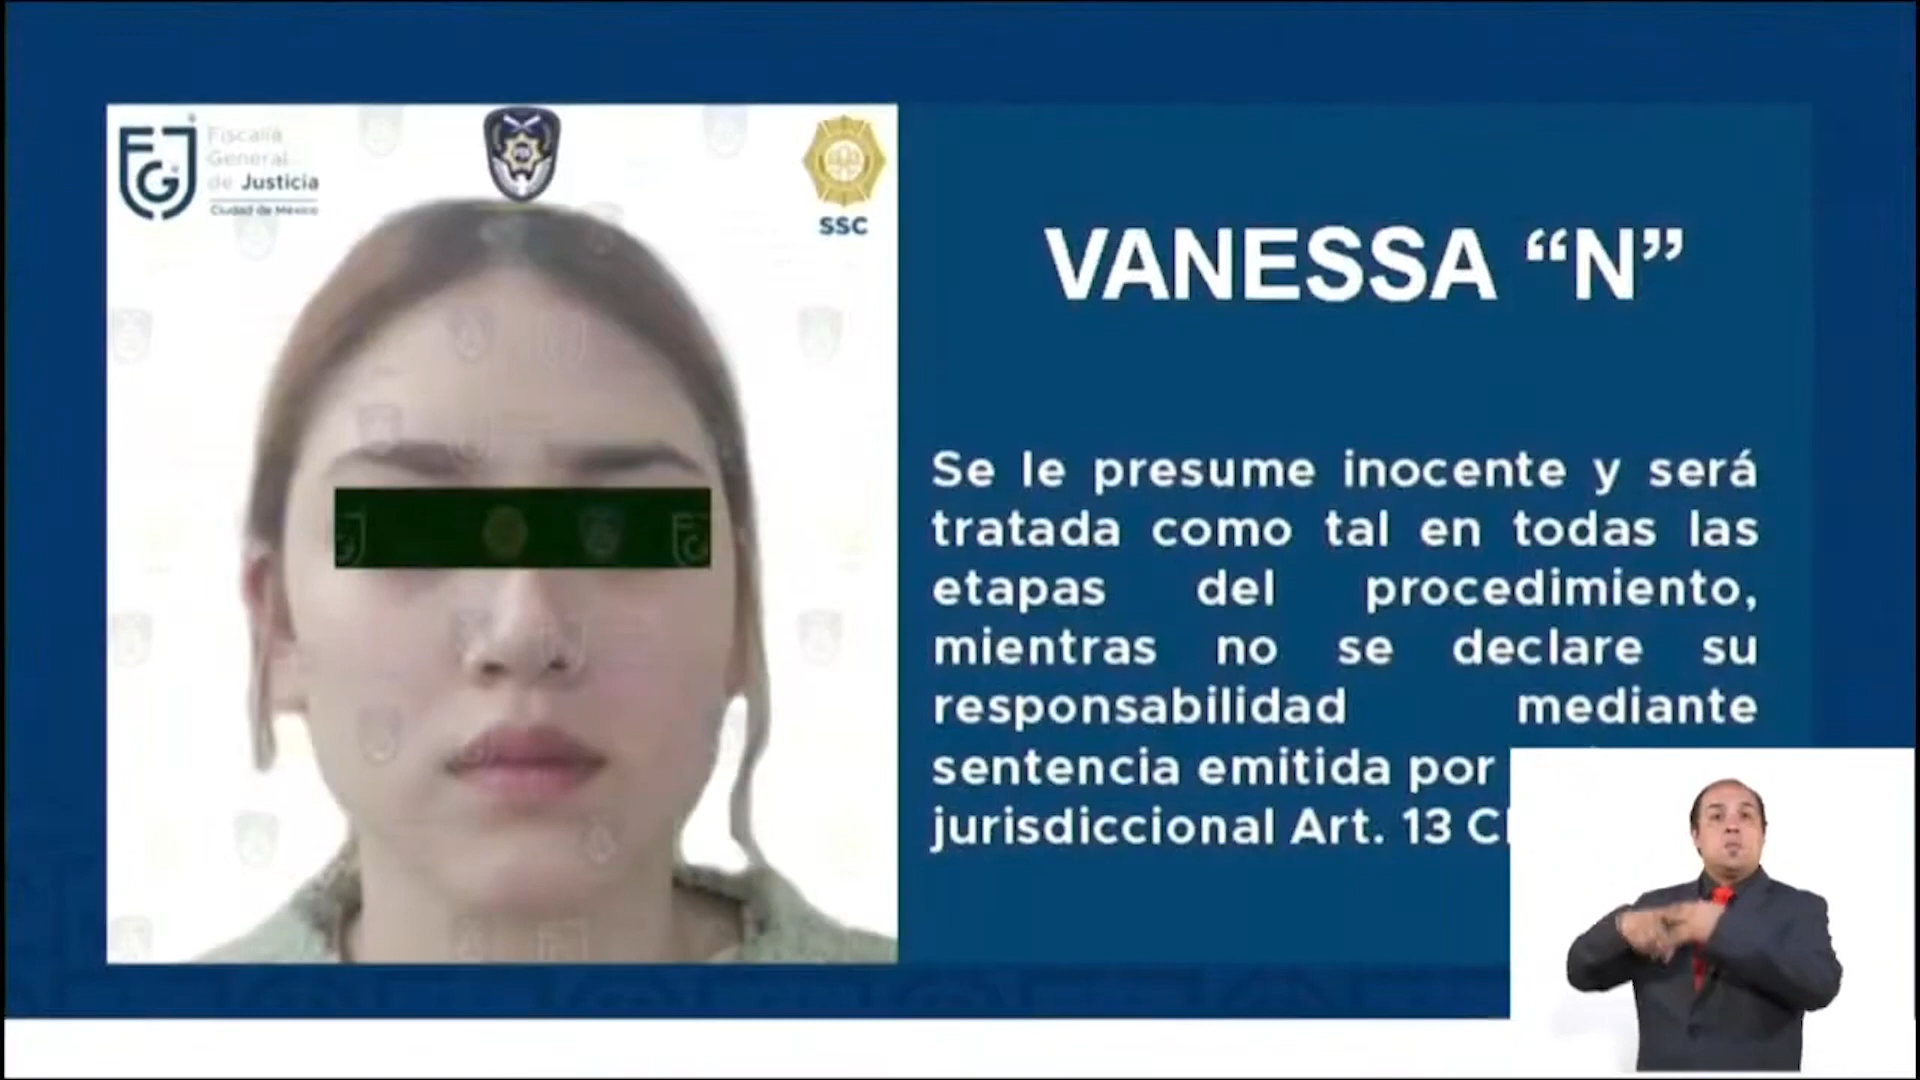 Fiscalía
General
de Justicia
Ciudad de México
SSC
VANESSA “N”
Se le presume inocente y será
tratada como tal en todas las
etapas del procedimiento,
mientras no se declare su
responsabilidad mediante
sentencia emitida por
jurisdiccional Art. 13